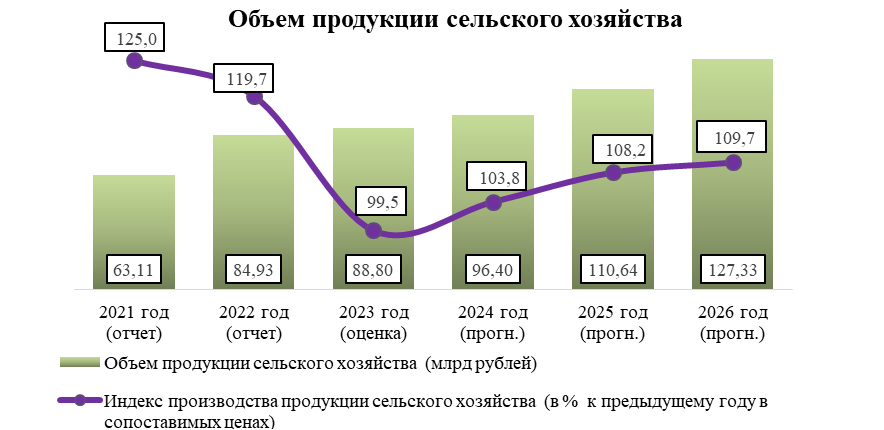 Объем продукции сельского хозяйства
125,0
119,7
99,5
103,8
108,2
109,7
63,11
84,93
88,80
96,40
110,64
127,33
2021 год
(отчет)
2022 год
(отчет)
2023 год
(оценка)
2024 год
(прогн.)
2025 год
(прогн.)
2026 год
(прогн.)
Объем продукции сельского хозяйства (млрд рублей)
Индекс производства продукции сельского хозяйства (в % к предыдущему году в
сопоставимых ценах)